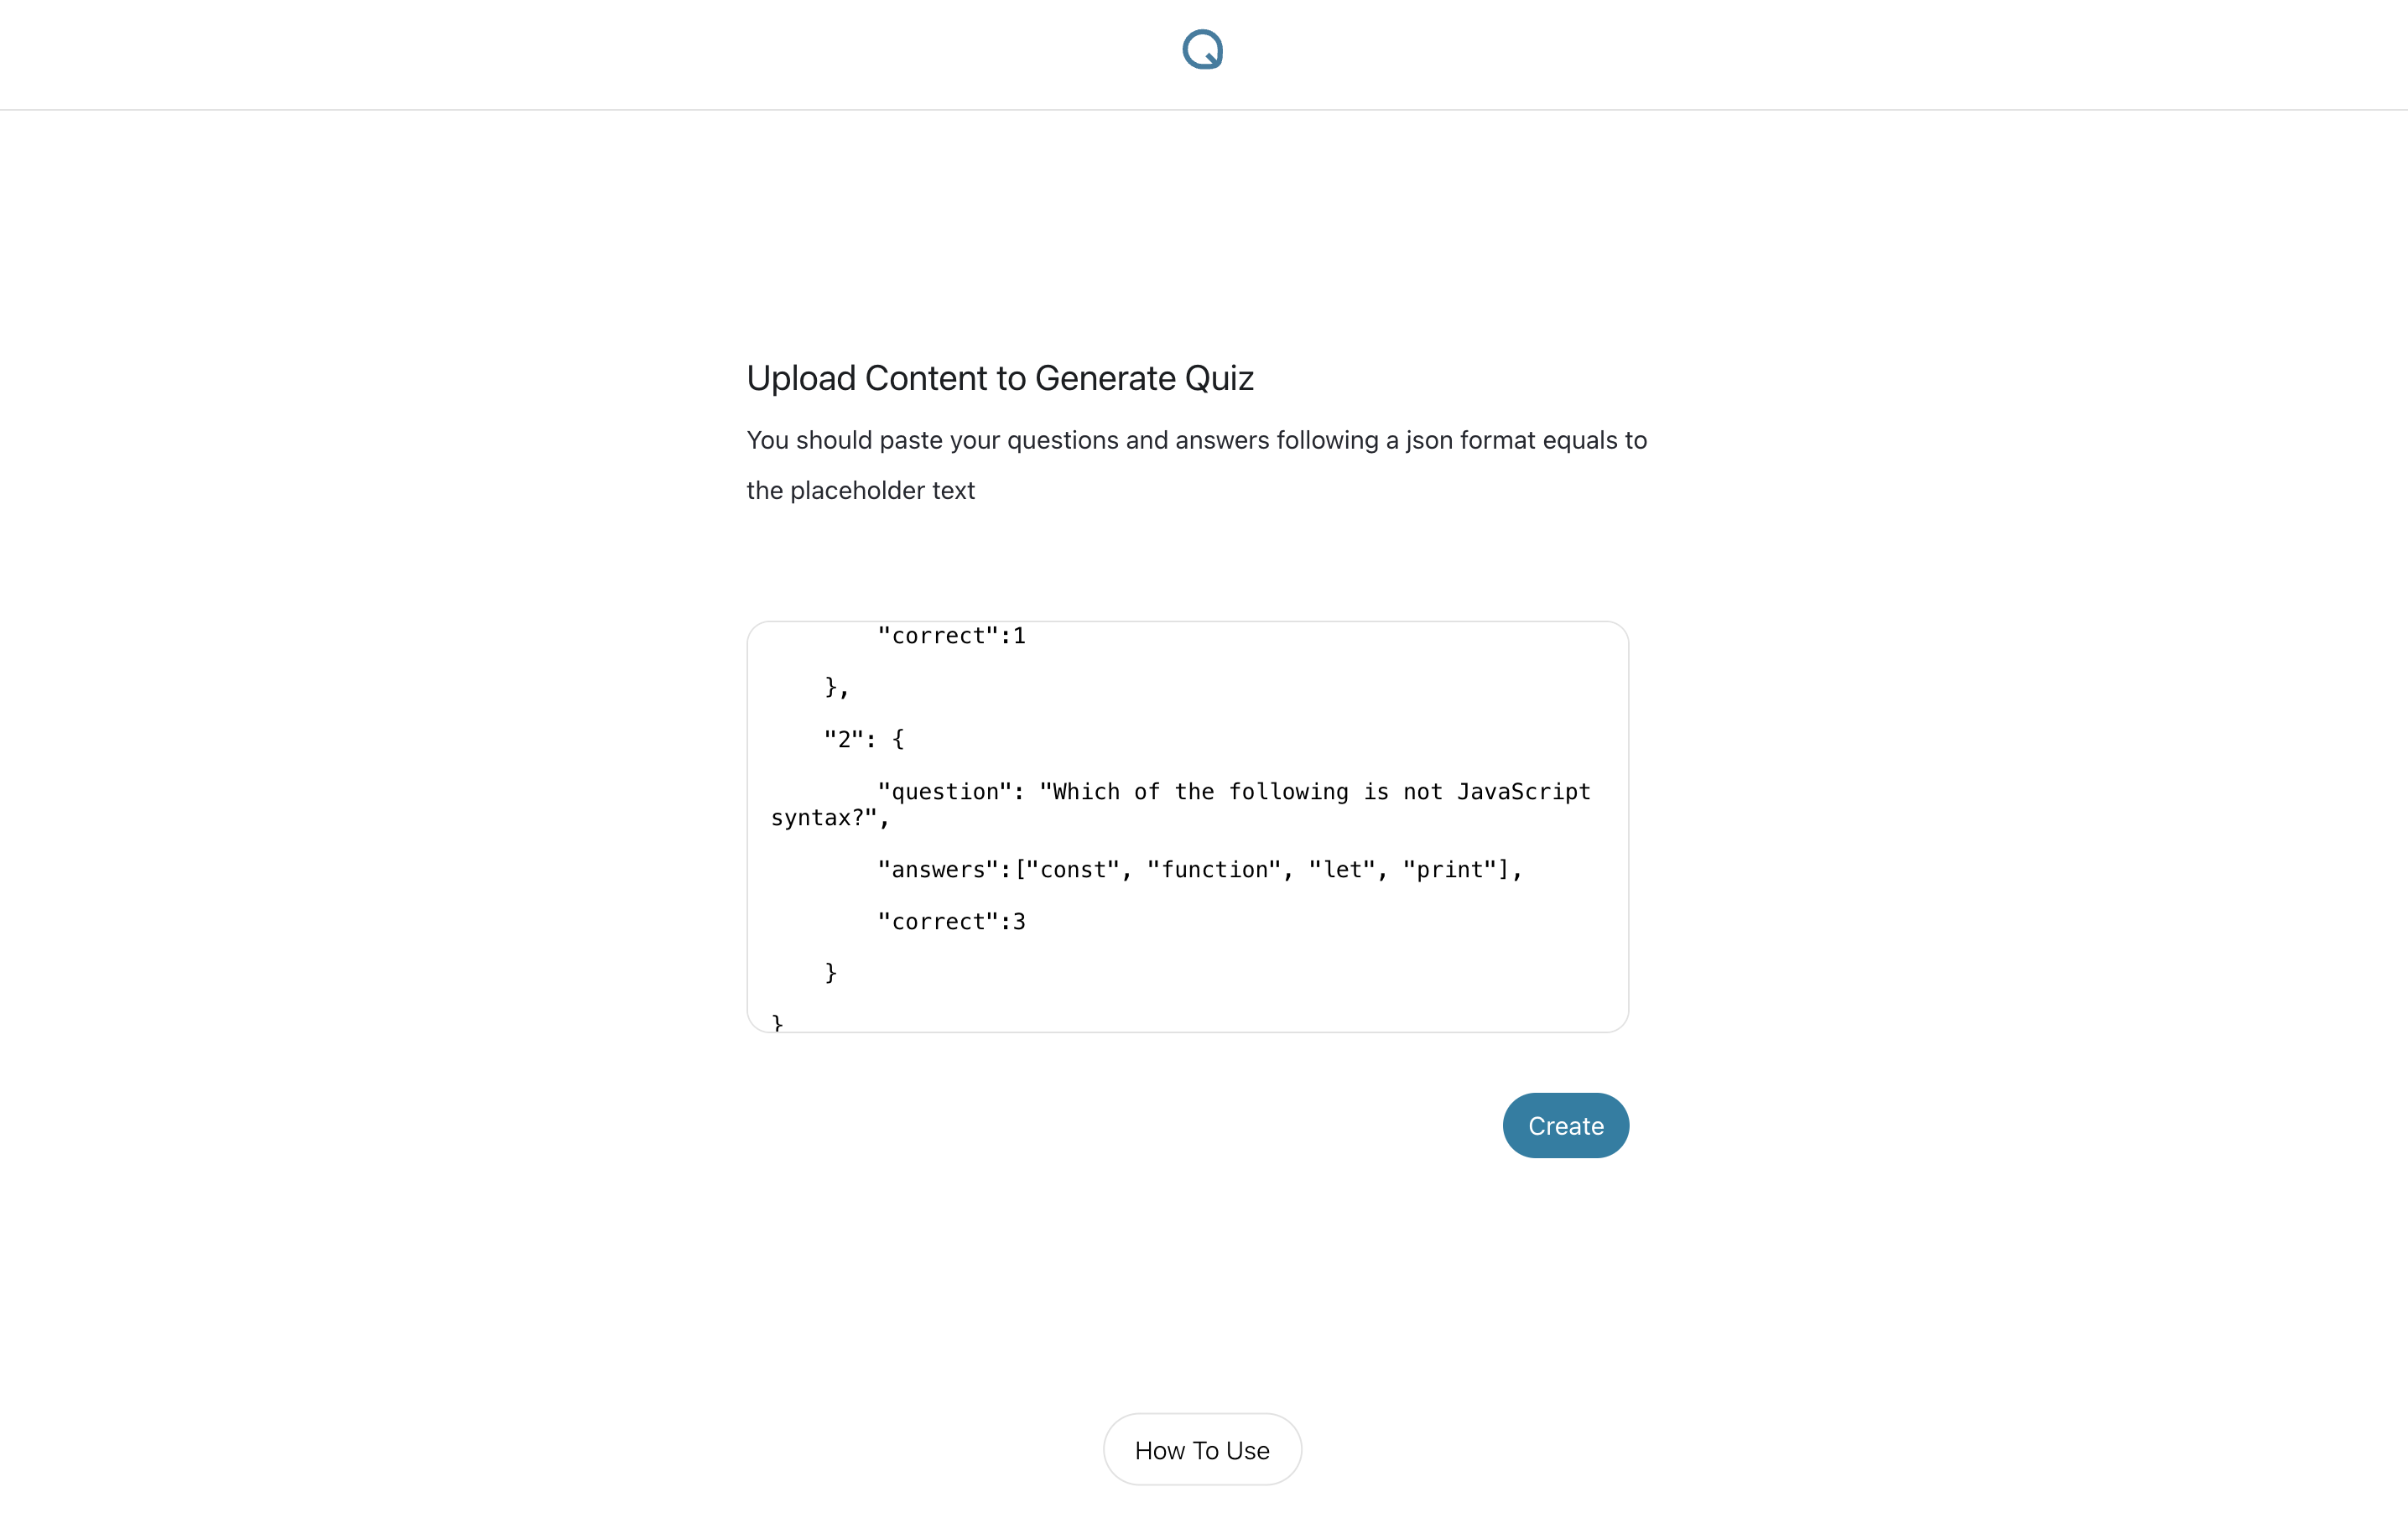 Q
Upload Content to Generate Quiz
You should paste your questions and answers following a json format equals to
the placeholder text
"correct":1
},
"2": {
"question": "Which of the following is not JavaScript
syntax?",
"answers":["const", "function", "let", "print"],
"correct":3
}
}
Create
How To Use